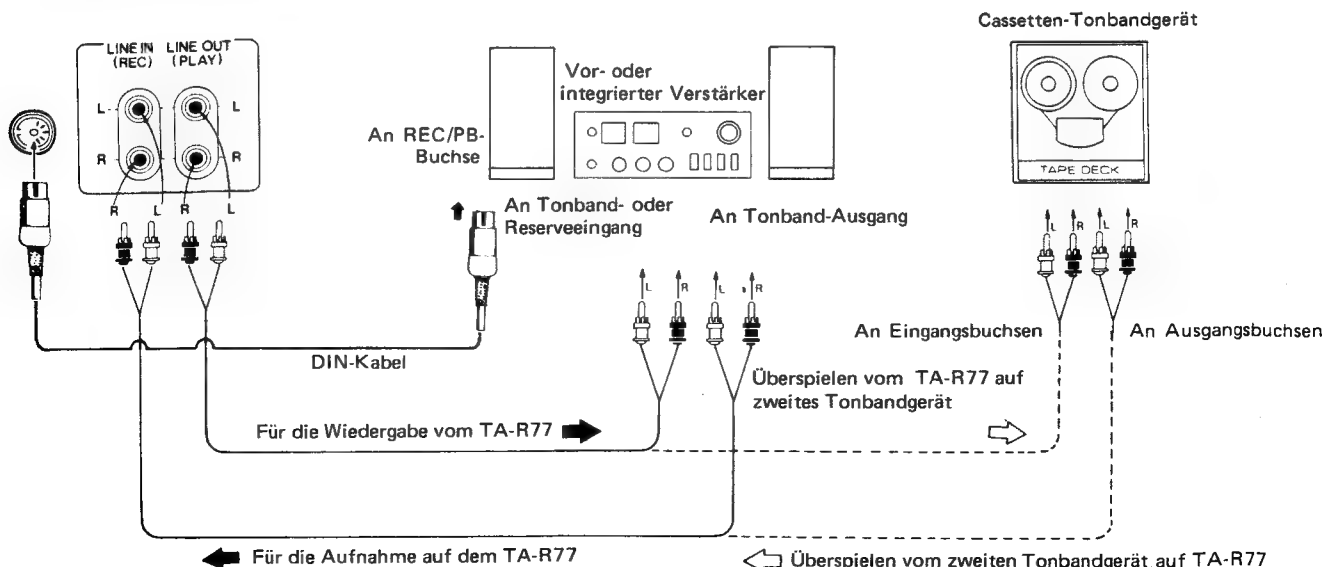 Cassetten-Tonbandgerät
LINE IN LINE OUT
(REC) (PLAY)
L L
R R
R L R L
Vor- oder
integrierter Verstärker
An REC/PB-
Buchse
TAPE DECK
An Tonband- oder
Reserveeingang
An Tonband-Ausgang
L R L R
L R L R
An Eingangsbuchsen
An Ausgangsbuchsen
DIN-Kabel
Überspielen vom TA-R77 auf
zweites Tonbandgerät
Für die Wiedergabe vom TA-R77
Für die Aufnahme auf dem TA-R77
Überspielen vom zweiten Tonbandgerät auf TA-R77